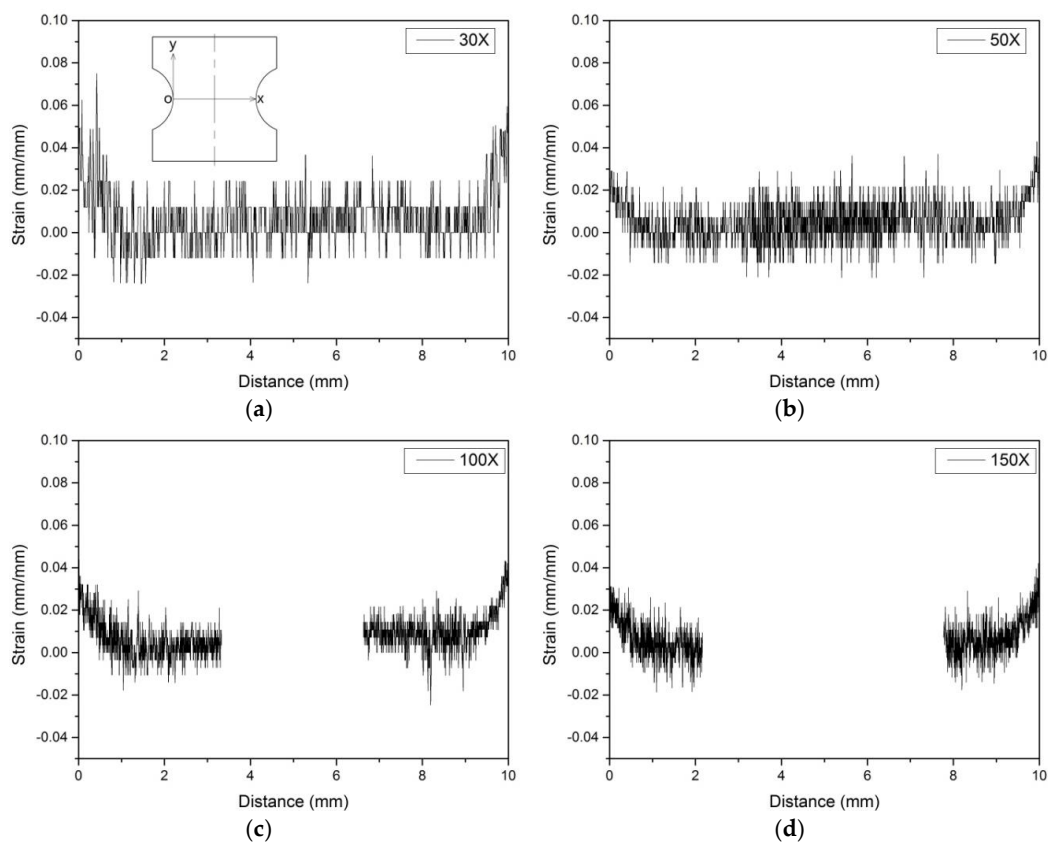 0.10
0.08
0.06
0.04
0.02
0.00
-0.02
-0.04
Strain (mm/mm)
30X
y
o
x
0 2 4 6 8 10
Distance (mm)
(a)
0.10
0.08
0.06
0.04
0.02
0.00
-0.02
-0.04
Strain (mm/mm)
50X
0 2 4 6 8 10
Distance (mm)
(b)
0.10
0.08
0.06
0.04
0.02
0.00
-0.02
-0.04
Strain (mm/mm)
100X
0 2 4 6 8 10
Distance (mm)
(c)
0.10
0.08
0.06
0.04
0.02
0.00
-0.02
-0.04
Strain (mm/mm)
150X
0 2 4 6 8 10
Distance (mm)
(d)